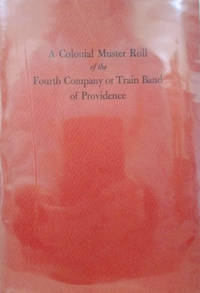 A Colonial Muster Roll
of the
Fourth Company or Train Band
of Providence